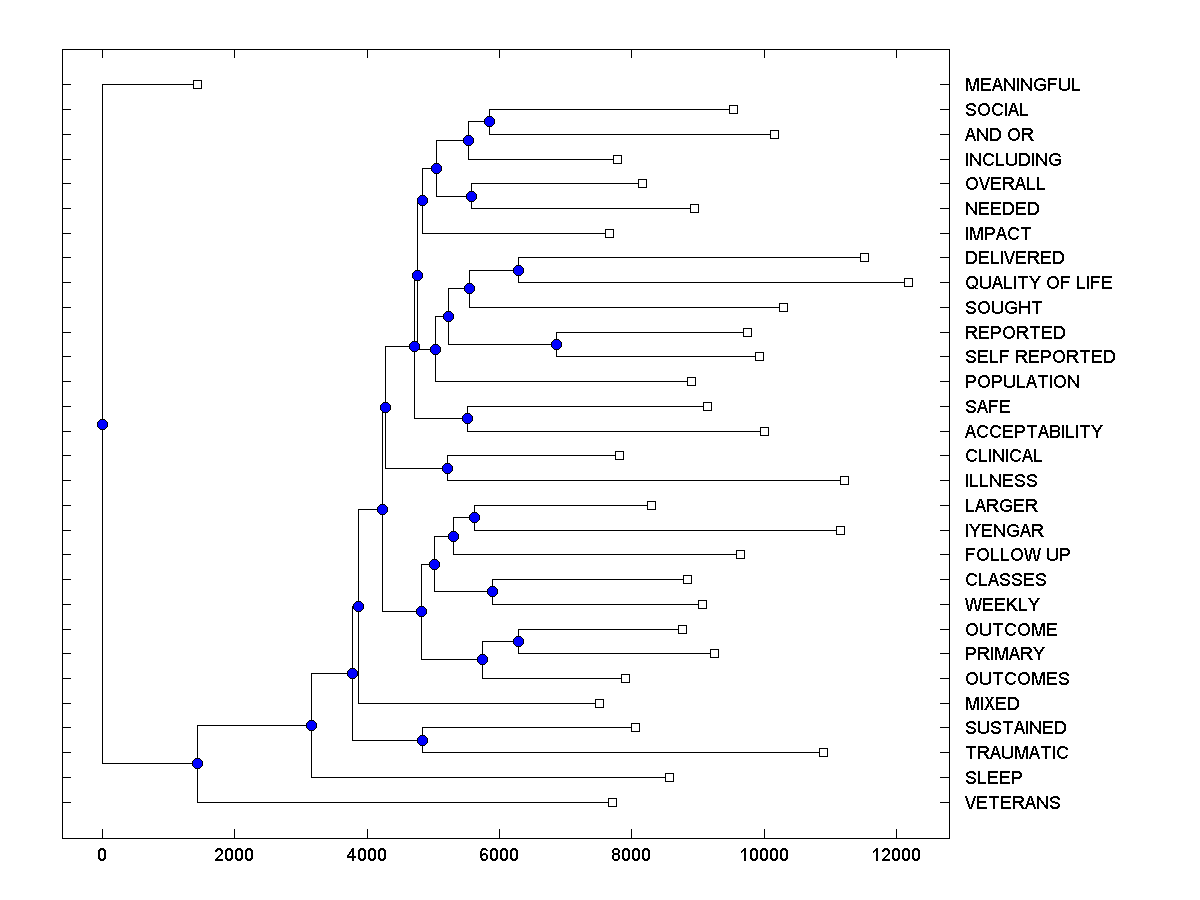 MEANINGFUL
SOCIAL
AND OR
INCLUDING
OVERALL
NEEDED
IMPACT
DELIVERED
QUALITY OF LIFE
SOUGHT
REPORTED
SELF REPORTED
POPULATION
SAFE
ACCEPTABILITY
CLINICAL
ILLNESS
LARGER
IYENGAR
FOLLOW UP
CLASSES
WEEKLY
OUTCOME
PRIMARY
OUTCOMES
MIXED
SUSTAINED
TRAUMATIC
SLEEP
VETERANS
0 2000 4000 6000 8000 10000 12000